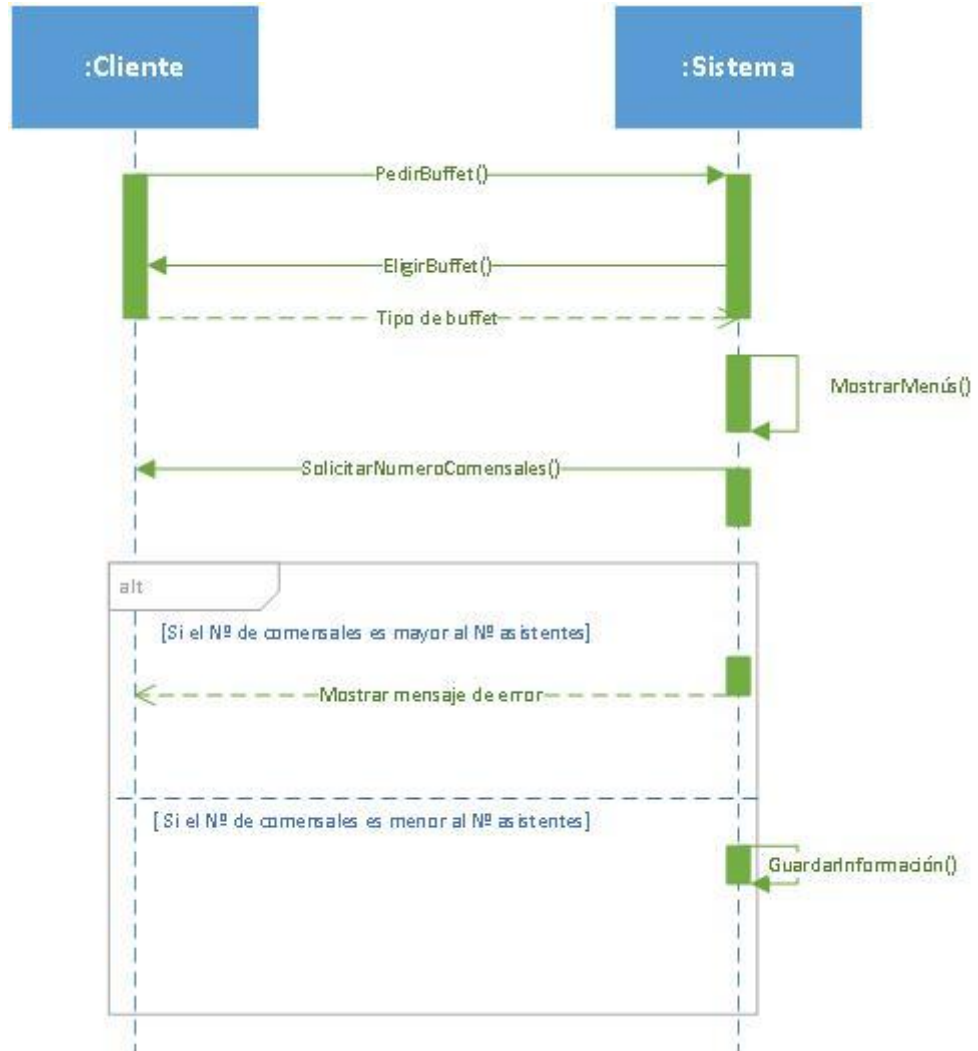 :Cliente
:Sistema
PedirBuffet()
EligirBuffet()
Tipo de buffet
MostrarMenús()
SolicitarNumeroComensales()
alt
[Si el Nº de comensales es mayor al Nº asistentes]
Mostrar mensaje de error
[Si el Nº de comensales es menor al Nº asistentes]
GuardarInformación()